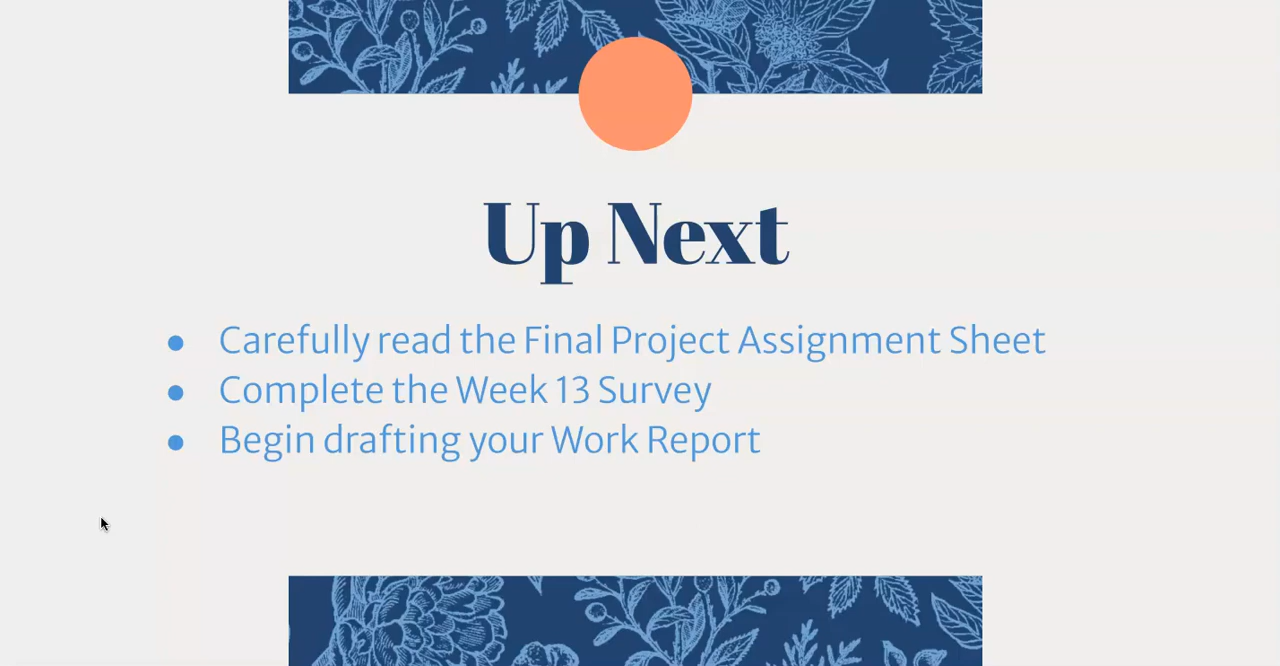 Up Next
● Carefully read the Final Project Assignment Sheet
● Complete the Week 13 Survey
● Begin drafting your Work Report